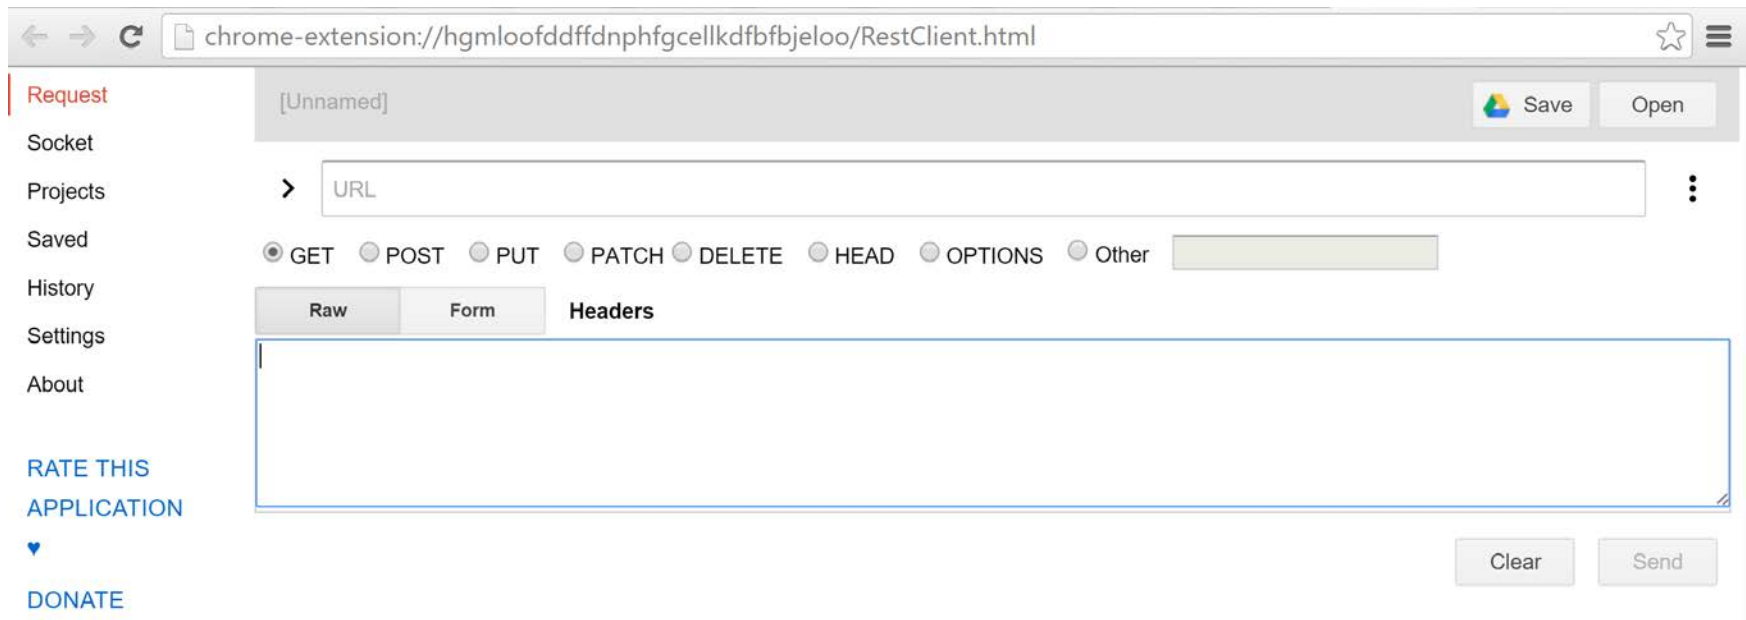 chrome-extension://hgmloofddffdnphfgcellkdfbfbjeloo/RestClient.html
Request
Socket
Projects
Saved
History
Settings
About
RATE THIS
APPLICATION
♥
DONATE
[Unnamed]
Save
Open
URL
GET POST PUT PATCH DELETE HEAD OPTIONS Other
Raw Form Headers
Clear
Send